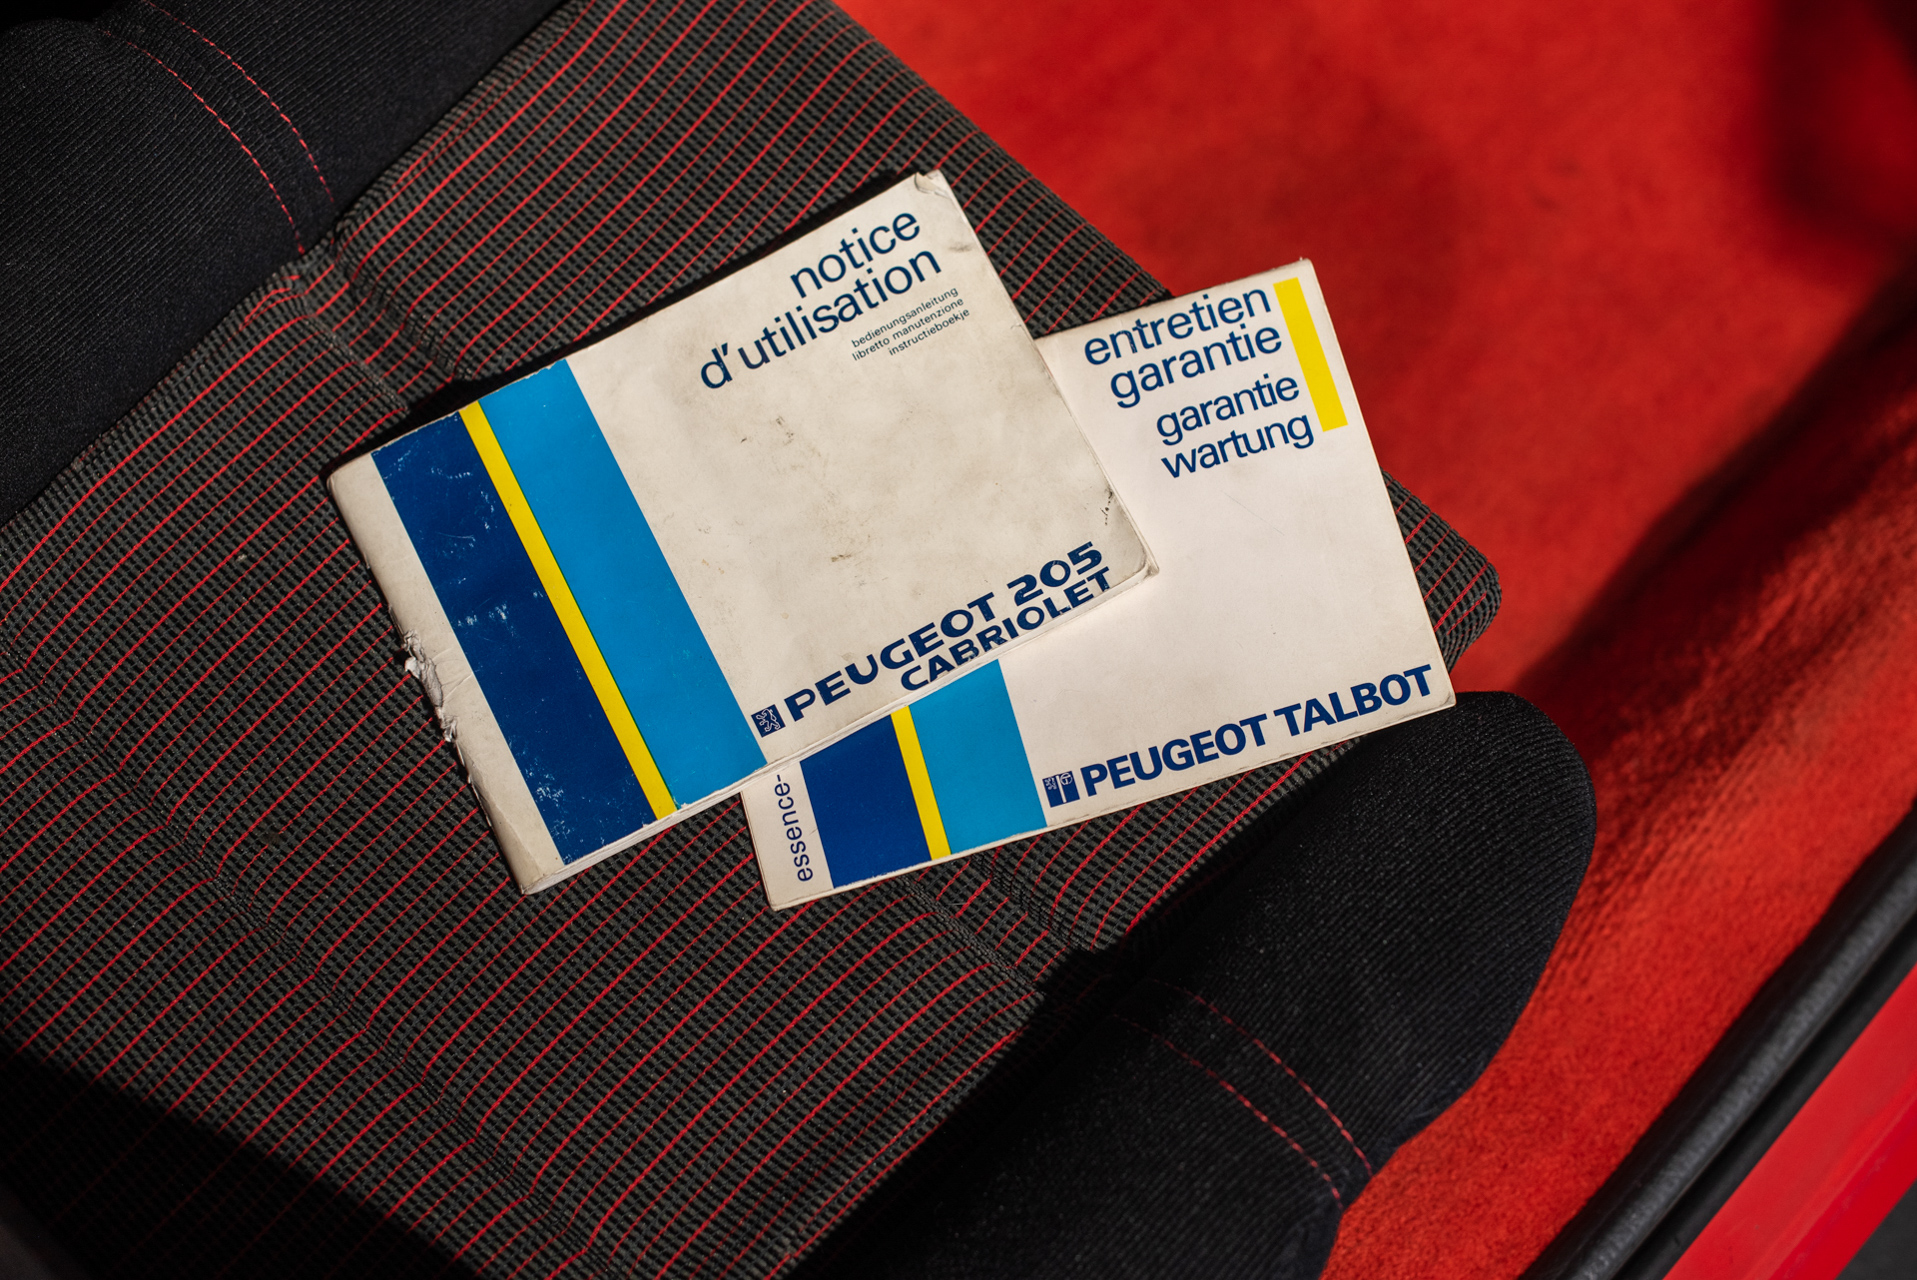 notice
d'utilisation
bedienungsanleitung
libretto manutenzione
instructieboekje
PEUGEOT 205
CABRIOLET
entretien
garantie
garantie
wartung
PEUGEOT TALBOT
essence-